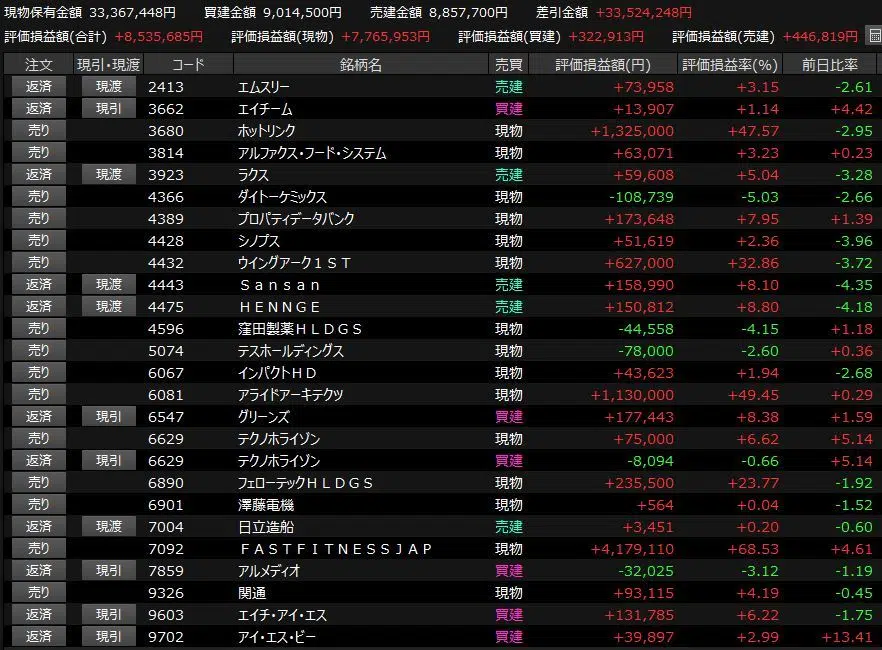 現物保有金額 33,367,448円 買建金額 9,014,500円 売建金額 8,857,700円 差引金額 +33,524,248円
評価損益額(合計) +8,535,685円 評価損益額(現物) +7,765,953円 評価損益額(買建) +322,913円 評価損益額(売建) +446,819円
注文 現引・現渡 コード 銘柄名 売買 評価損益額(円) 評価損益率(%) 前日比率
返済 現渡 2413 エムスリー 売建 +73,958 +3.15 -2.61
返済 現引 3662 エイチーム 買建 +13,907 +1.14 +4.42
売り 3680 ホットリンク 現物 +1,325,000 +47.57 -2.95
売り 3814 アルファクス・フード・システム 現物 +63,071 +3.23 +0.23
返済 現渡 3923 ラクス 売建 +59,608 +5.04 -3.28
売り 4366 ダイトーケミックス 現物 -108,739 -5.03 -2.66
売り 4389 プロパティデータバンク 現物 +173,648 +7.95 +1.39
売り 4428 シノプス 現物 +51,619 +2.36 -3.96
売り 4432 ウイングアーク1ST 現物 +627,000 +32.86 -3.72
返済 現渡 4443 Sansan 売建 +158,990 +8.10 -4.35
返済 現渡 4475 HENNGE 売建 +150,812 +8.80 -4.18
売り 4596 窪田製薬HLDGS 現物 -44,558 -4.15 +1.18
売り 5074 テスホールディングス 現物 -78,000 -2.60 +0.36
売り 6067 インパクトHD 現物 +43,623 +1.94 -2.68
売り 6081 アライドアーキテクツ 現物 +1,130,000 +49.45 +0.29
返済 現引 6547 グリーンズ 買建 +177,443 +8.38 +1.59
売り 6629 テクノホライゾン 現物 +75,000 +6.62 +5.14
返済 現引 6629 テクノホライゾン 買建 -8,094 -0.66 +5.14
売り 6890 フェローテックHLDGS 現物 +235,500 +23.77 -1.92
売り 6901 澤藤電機 現物 +564 +0.04 -1.52
返済 現渡 7004 日立造船 売建 +3,451 +0.20 -0.60
売り 7092 FASTFITNESSJAP 現物 +4,179,110 +68.53 +4.61
返済 現引 7859 アルメディオ 買建 -32,025 -3.12 -1.19
売り 9326 関通 現物 +93,115 +4.19 -0.45
返済 現引 9603 エイチ・アイ・エス 買建 +131,785 +6.22 -1.75
返済 現引 9702 アイ・エス・ビー 買建 +39,897 +2.99 +13.41